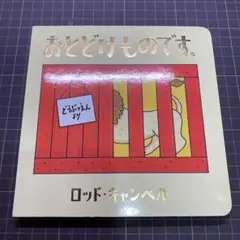 おとどけものです。
どうぶつえん
より
ロッド・キャンベル